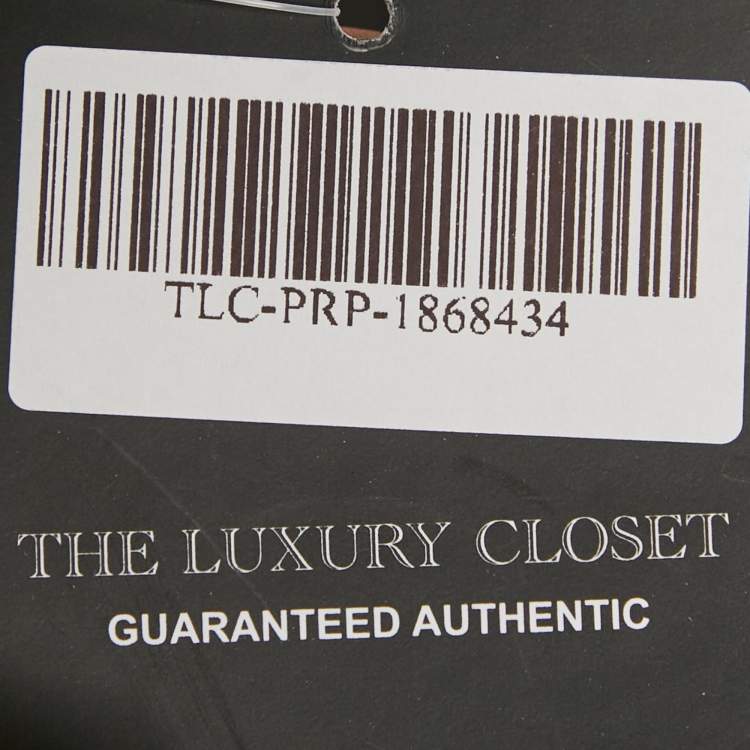 TLC-PRP-1868434
THE LUXURY CLOSET
GUARANTEED AUTHENTIC